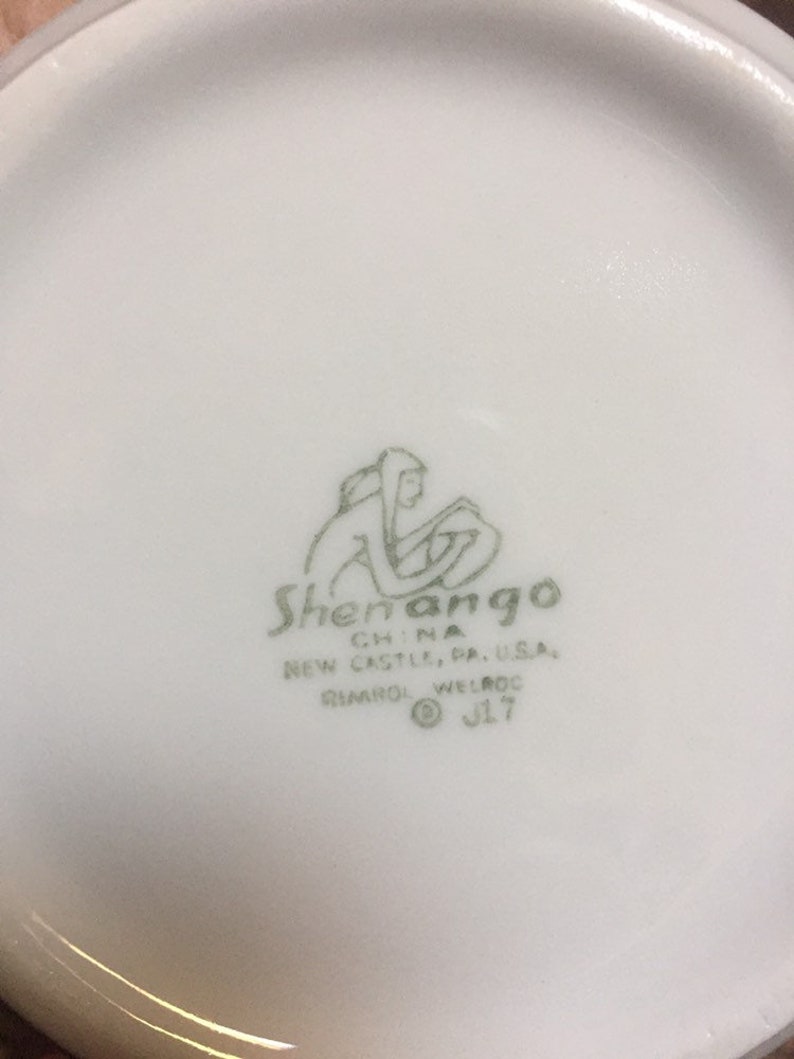 Shenango
CHINA
NEW CASTLE, PA. U.S.A.
RIMROL WELROC
® J17